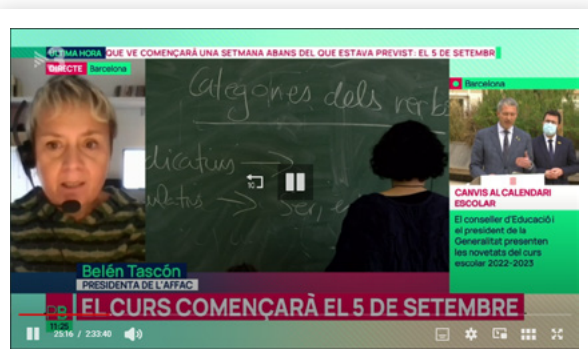 ÚLTIMA HORA QUE VE COMENÇARÀ UNA SETMANA ABANS DEL QUE ESTAVA PREVIST: EL 5 DE SETEMBR
DIRECTE Barcelona
Categories dels verbs
Barcelona
CANVIS AL CALENDARI
ESCOLAR
El conseller d'Educació i
el president de la
Generalitat presenten
les novetats del curs
escolar 2022-2023
10
Belén Tascón
PRESIDENTA DE L'AFFAC
EL CURS COMENÇARÀ EL 5 DE SETEMBRE
11:25
25:16 / 2:33:40